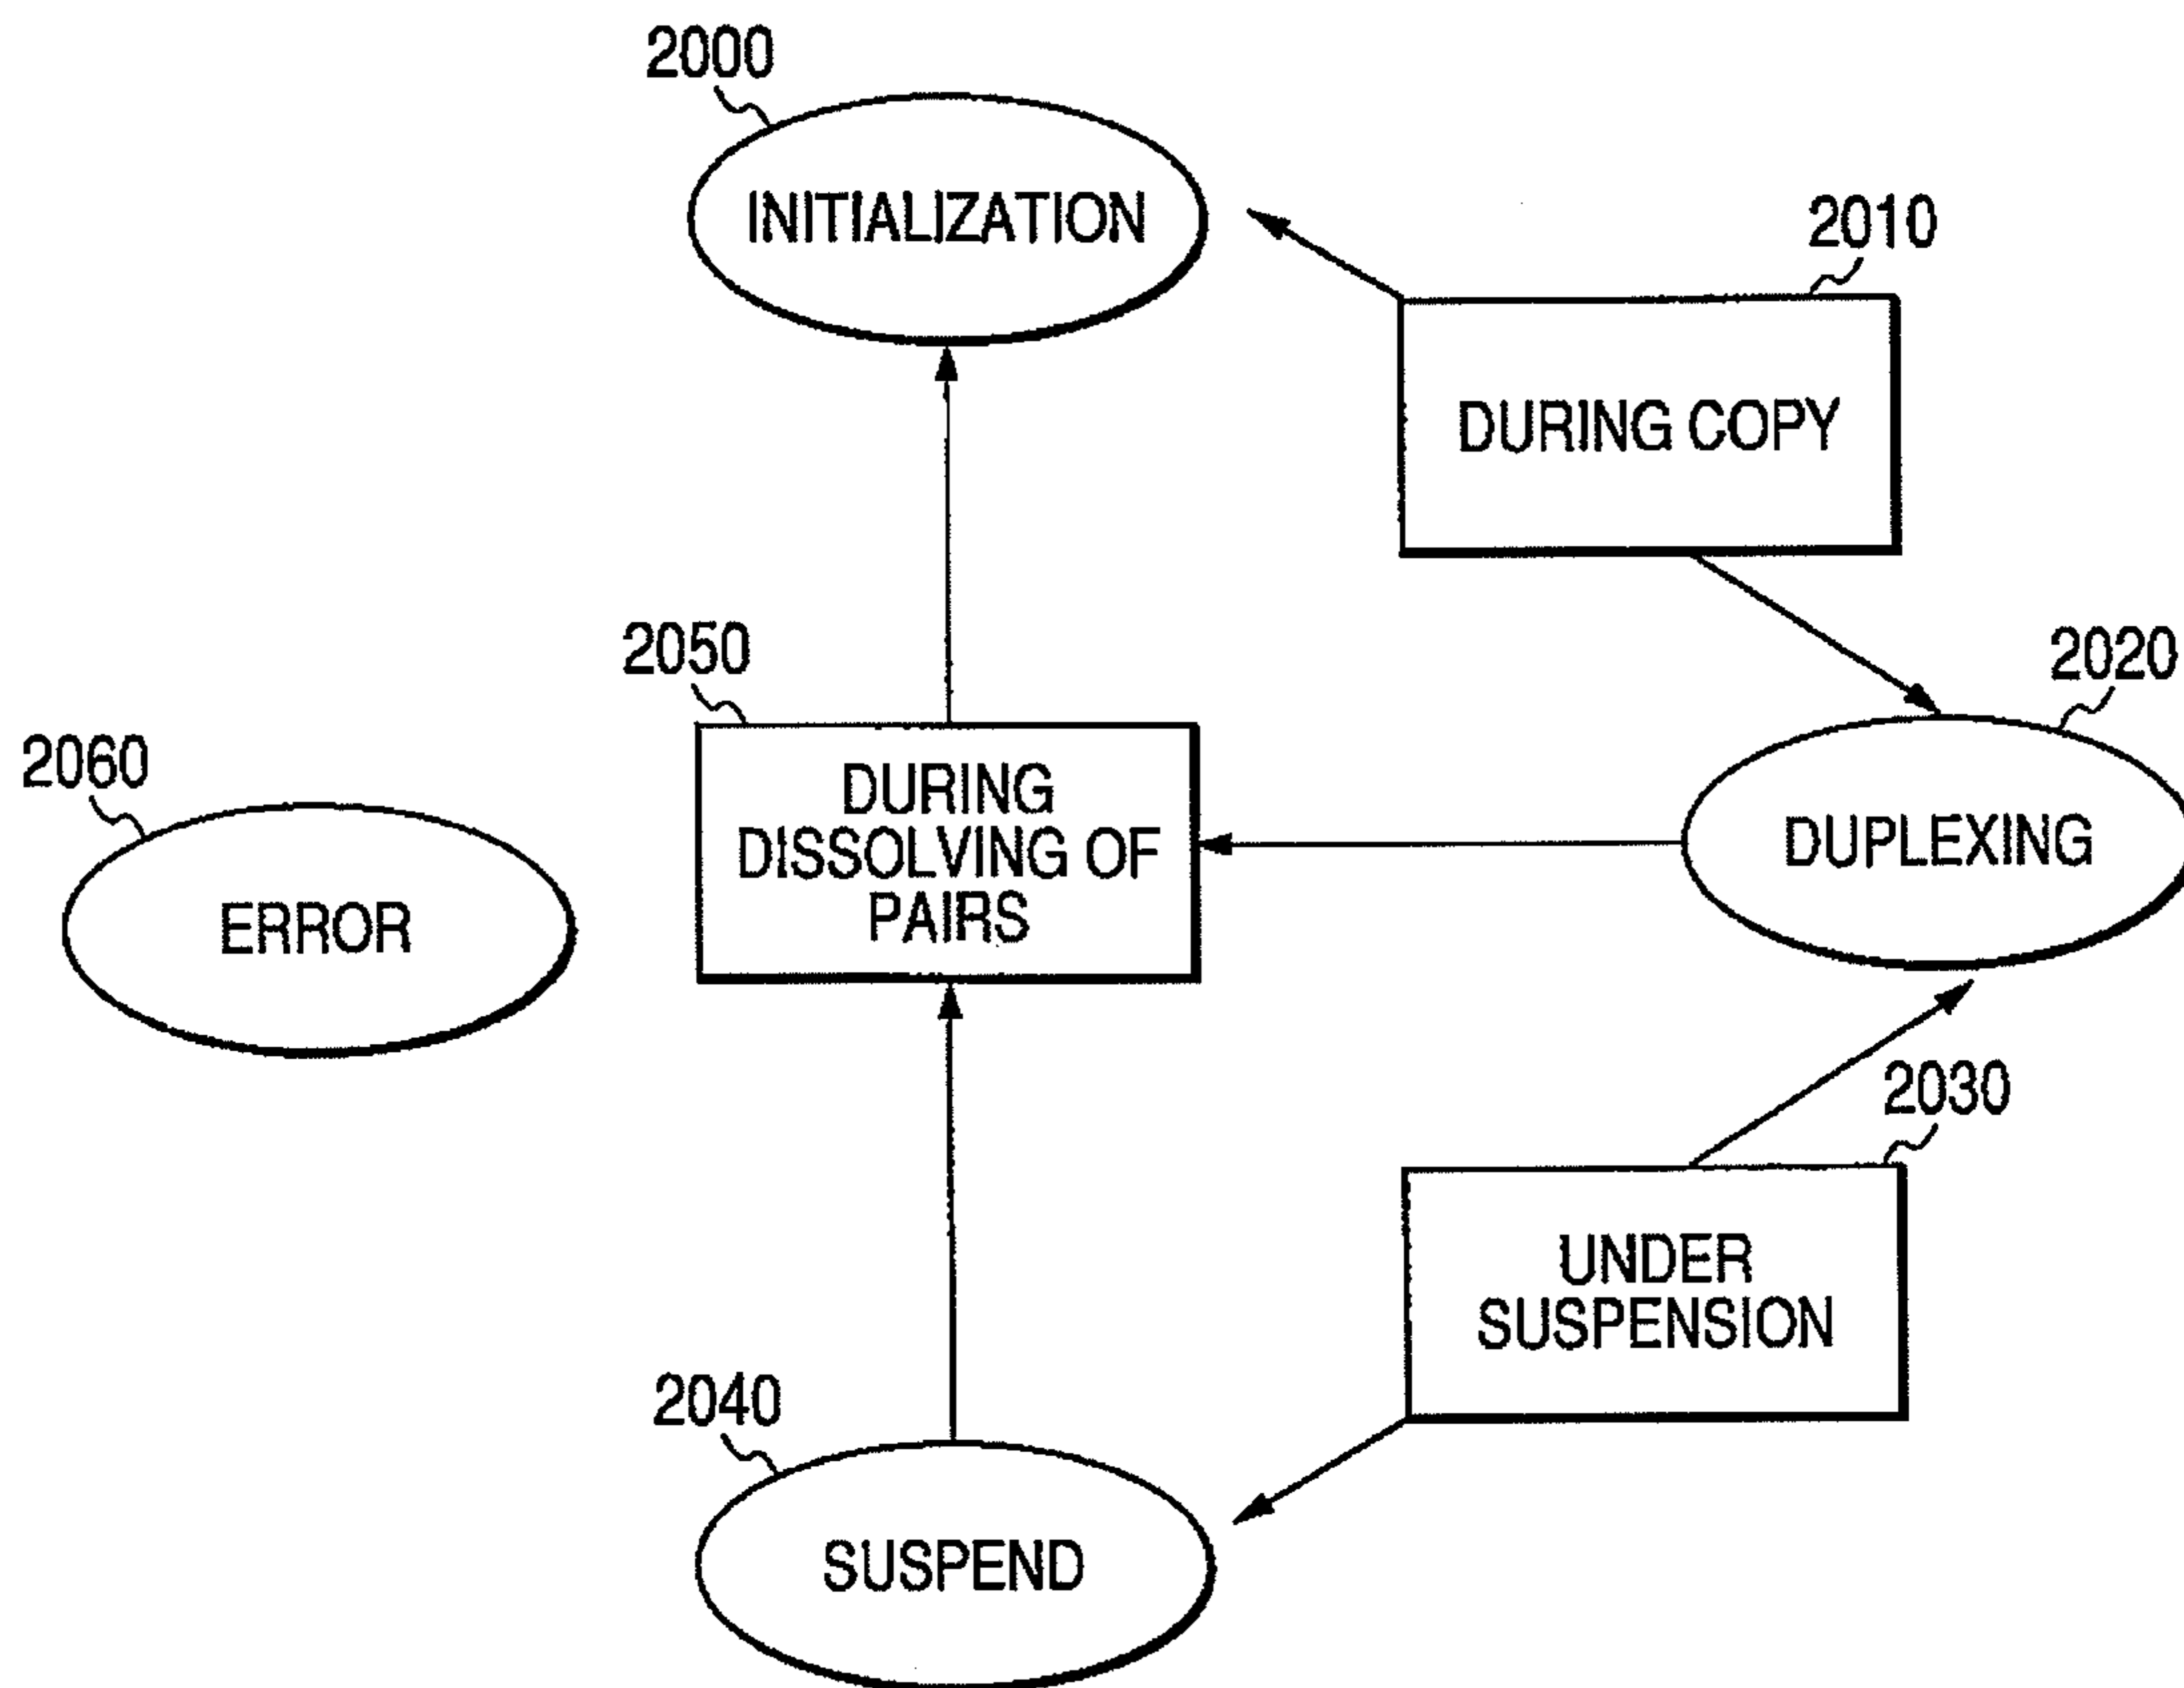 2000
INITIALIZATION
2010
DURING COPY
2050
2020
2060
DURING
DISSOLVING OF
PAIRS
DUPLEXING
ERROR
2030
UNDER
SUSPENSION
2040
SUSPEND